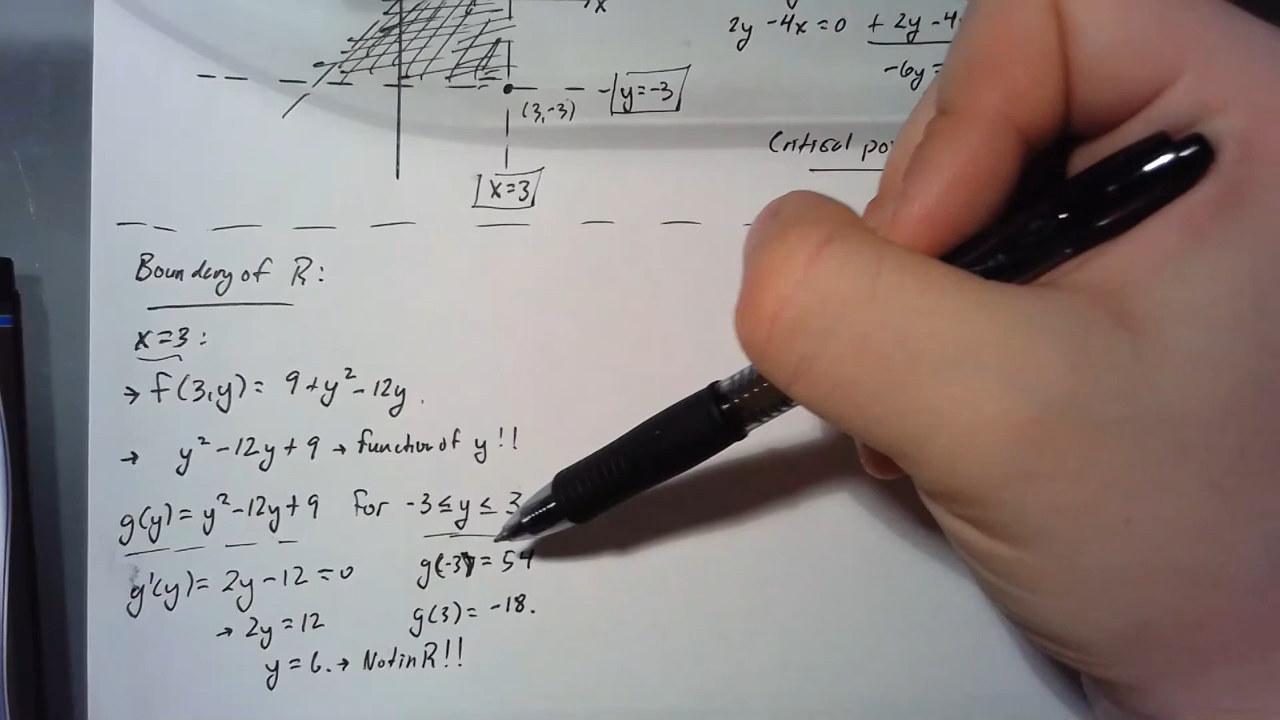 x
2y - 4x = 0 + 2y - 4
-6y =
y = -3
(3, -3)
x = 3
Critical po
Boundary of R:
x = 3:
→ f(3,y) = 9 + y² - 12y.
→ y² - 12y + 9 → function of y!!
g(y) = y² - 12y + 9 for -3 ≤ y ≤ 3
g'(y) = 2y - 12 = 0
g(-3) = 54
→ 2y = 12
g(3) = -18.
y = 6. → Not in R!!